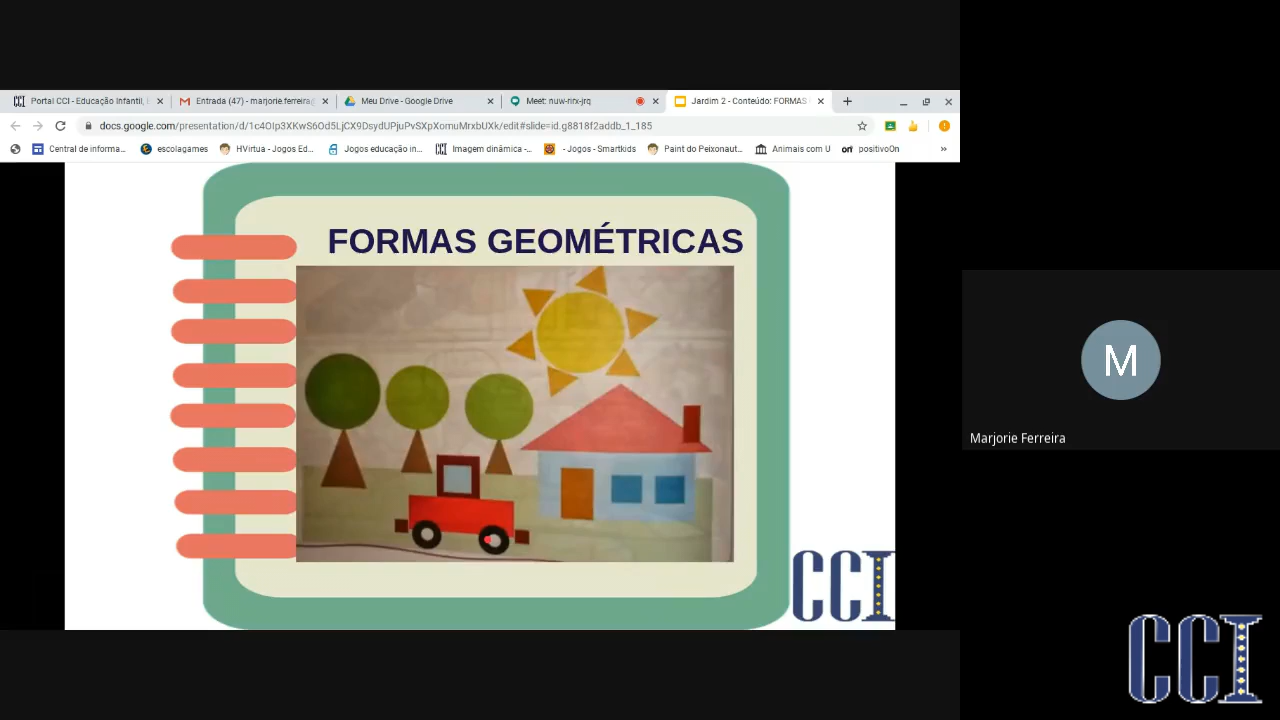 Portal CCI - Educação Infantil,
Entrada (47) - marjorie.ferreira@
Meu Drive - Google Drive
Meet: nuw-rirx-jrq
Jardim 2 - Conteúdo: FORMAS
docs.google.com/presentation/d/1c4OIp3XKwS6Od5LjCX9DsydUPjuPvSXpXomuMrxbUXk/edit#slide=id.g8818f2addb_1_185
Central de informa...
escolagames
HVirtua - Jogos Ed...
Jogos educação in...
Imagem dinâmica -...
- Jogos - Smartkids
Paint do Peixonaut...
Animais com U
on positivoOn
»
FORMAS GEOMÉTRICAS
M
Marjorie Ferreira
CCI
CCI